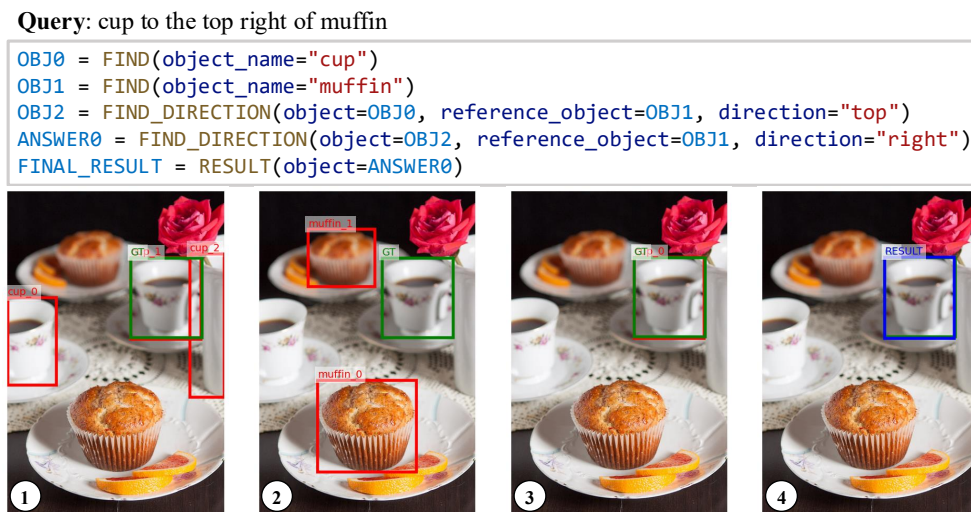 Query: cup to the top right of muffin
OBJ0 = FIND(object_name="cup")
OBJ1 = FIND(object_name="muffin")
OBJ2 = FIND_DIRECTION(object=OBJ0, reference_object=OBJ1, direction="top")
ANSWER0 = FIND_DIRECTION(object=OBJ2, reference_object=OBJ1, direction="right")
FINAL_RESULT = RESULT(object=ANSWER0)
GT
cup_2
cup_0
1
muffin_1
GT
muffin_0
2
GT
3
RESULT
4